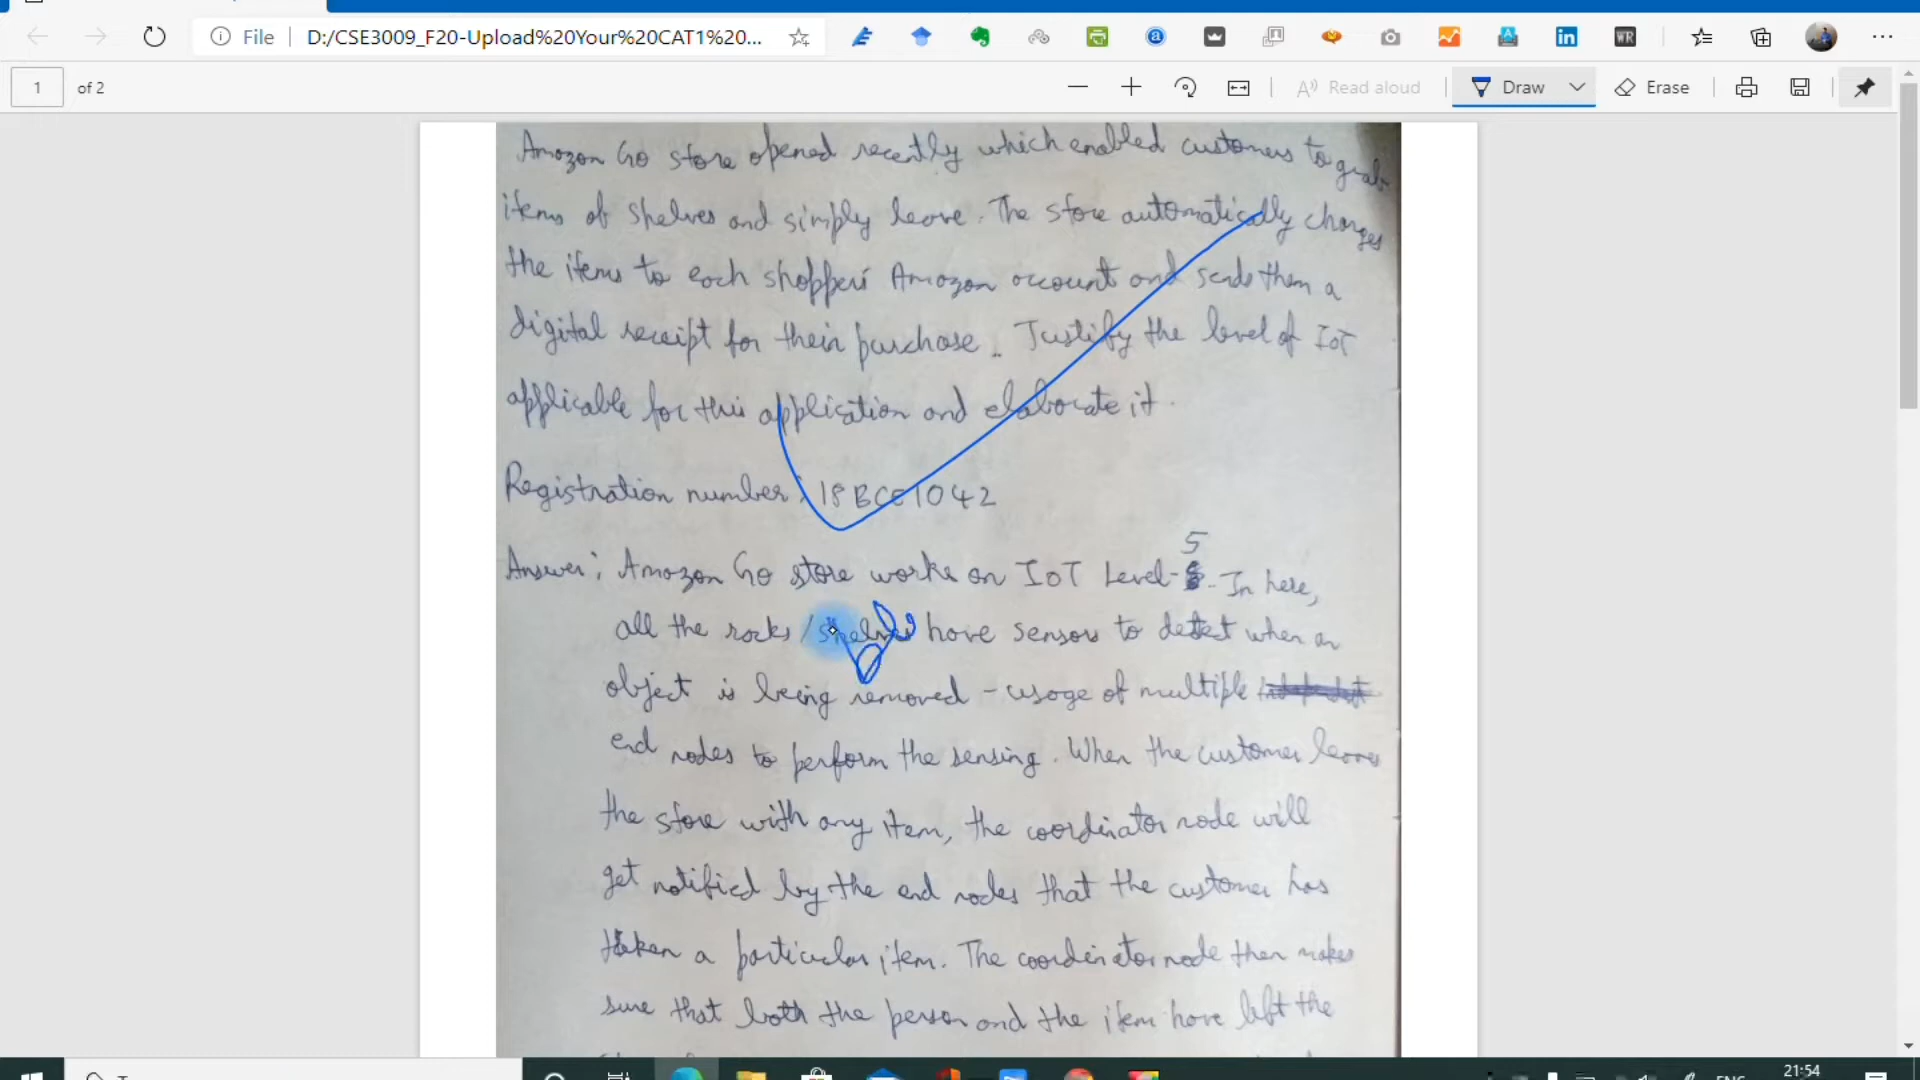 File
D:/CSE3009_F20-Upload%20Your%20CAT1%20...
WR
1
of 2
Read aloud
Draw
Erase
Amazon Go store opened recently which enabled customers to grab
items of shelves and simply leave. The store automatically charges
the items to each shoppers Amazon account and sends them a
digital receipt for their purchase. Justify the level of IoT
applicable for this application and elaborate it.
Registration number: 18BCE1042
5
Answer: Amazon Go store works on IoT Level- . In here,
all the racks / shelves have sensors to detect when an
object is being removed - usage of multiple
end nodes to perform the sensing. When the customer leaves
the store with any item, the coordinator node will
get notified by the end nodes that the customer has
taken a particular item. The coordinator node then makes
sure that both the person and the item have left the
ENG
21:54